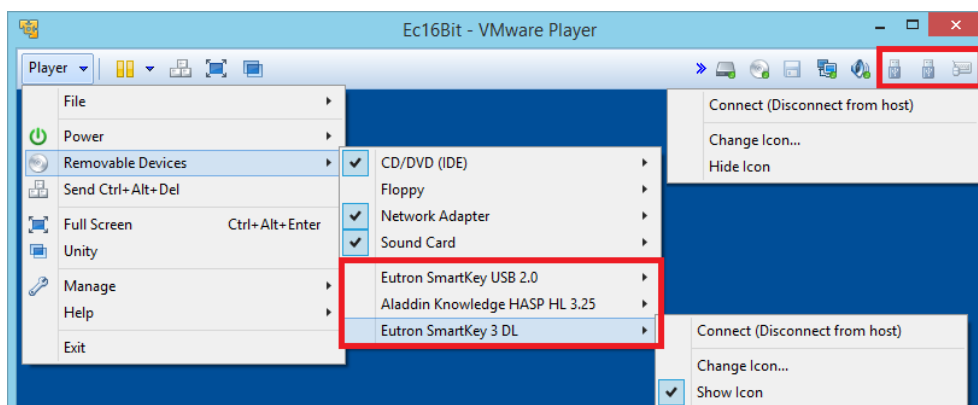 Ec16Bit - VMware Player
Player
File
Power
Removable Devices
Send Ctrl+Alt+Del
Full Screen Ctrl+Alt+Enter
Unity
Manage
Help
Exit
CD/DVD (IDE)
Floppy
Network Adapter
Sound Card
Eutron SmartKey USB 2.0
Aladdin Knowledge HASP HL 3.25
Eutron SmartKey 3 DL
Connect (Disconnect from host)
Change Icon...
Hide Icon
Connect (Disconnect from host)
Change Icon...
Show Icon